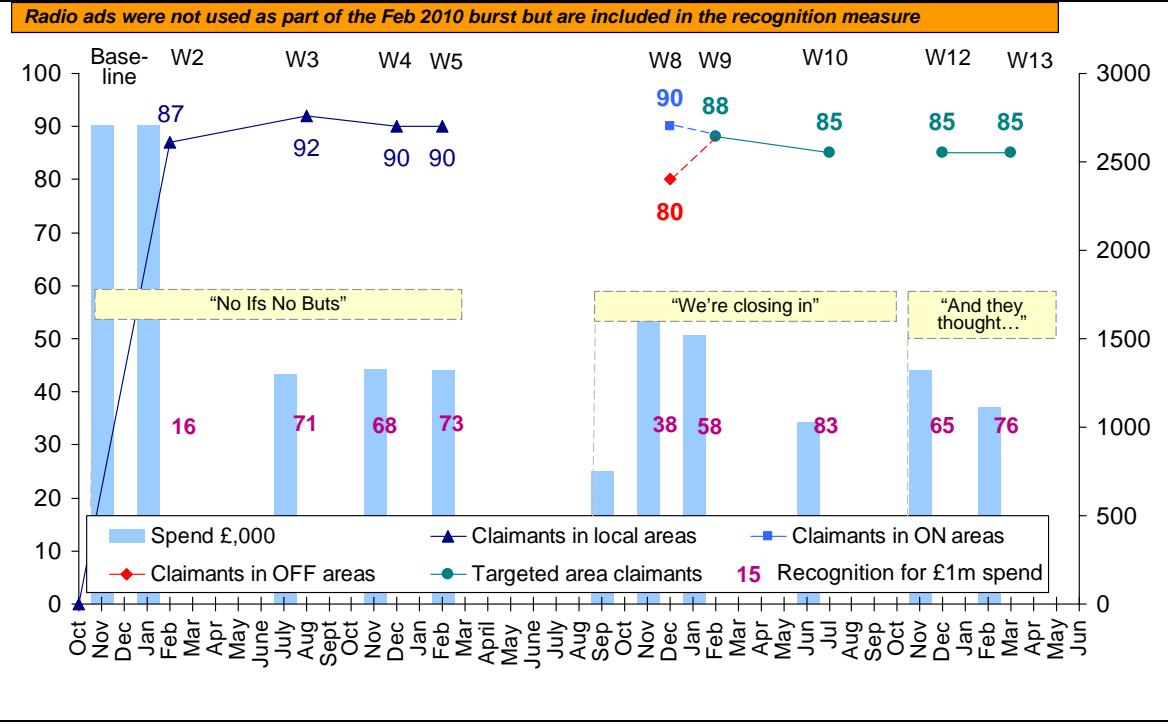 Radio ads were not used as part of the Feb 2010 burst but are included in the recognition measure
Base-
line
W2
W3
W4
W5
W8
W9
W10
W12
W13
100
90
80
70
60
50
40
30
20
10
0
3000
2500
2000
1500
1000
500
0
87
92
90
90
90
88
80
85
85
85
“No Ifs No Buts”
“We’re closing in”
“And they
thought…”
16
71
68
73
38
58
83
65
76
Spend £,000
Claimants in local areas
Claimants in ON areas
Claimants in OFF areas
Targeted area claimants
15 Recognition for £1m spend
Oct
Nov
Dec
Jan
Feb
Mar
Apr
May
June
July
Aug
Sept
Oct
Nov
Dec
Jan
Feb
Mar
April
May
June
July
Aug
Sep
Oct
Nov
Dec
Jan
Feb
Mar
Apr
May
Jun
Jul
Aug
Sep
Oct
Nov
Dec
Jan
Feb
Mar
Apr
May
Jun